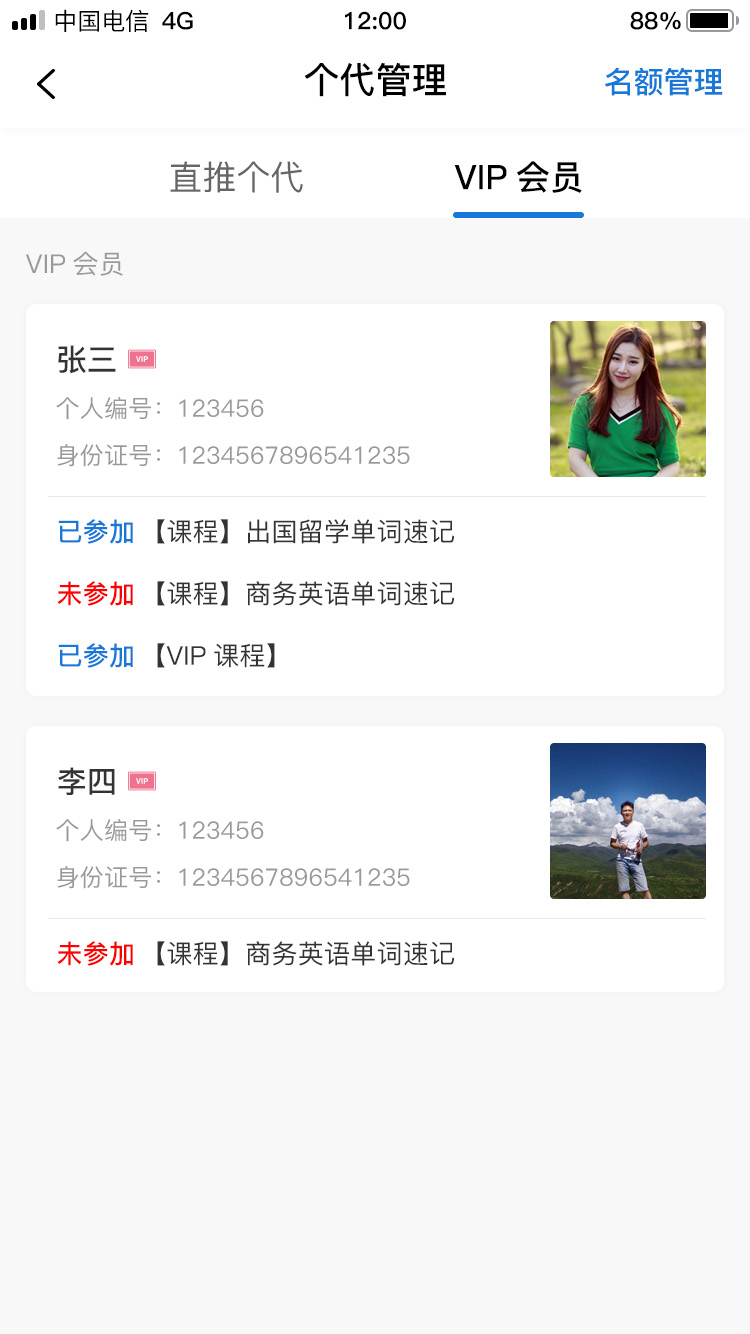 中国电信 4G 12:00 88%
个代管理 名额管理
直推个代 VIP 会员
VIP 会员
张三 VIP
个人编号：123456
身份证号：1234567896541235
已参加 【课程】出国留学单词速记
未参加 【课程】商务英语单词速记
已参加 【VIP 课程】
李四 VIP
个人编号：123456
身份证号：1234567896541235
未参加 【课程】商务英语单词速记